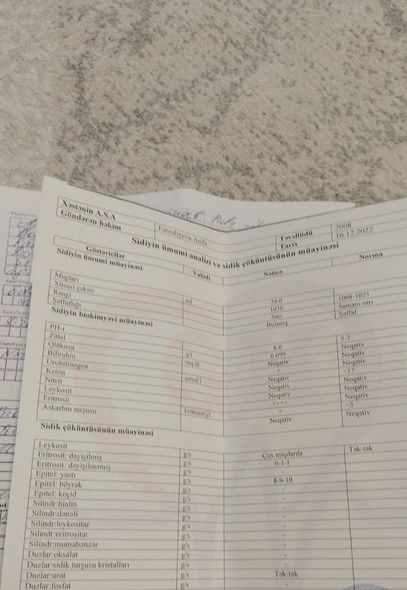 Xəstənin A.S.A Fərzəliyeva Arifa Təvəllüdü 2008
Göndərən həkim Tarix 16.12.2022
Sidiyin ümumi analizi və sidik çöküntüsünün müayinəsi
Göstəricilər Vahidi Nəticə Norma
Sidiyin ümumi müayinəsi
Miqdarı ml 20.0
Xüsusi çəkisi 1030 1008-1025
Rəngi Sarı Saman-sarı
Şəffaflığı Bulanıq Şəffaf
Sidiyin biokimyəvi müayinəsi
PH-ı 6.0 5-7
Zülal q/l 0.099 Neqativ
Qlükoza Neqativ Neqativ
Bilirubin Neqativ
Urobilinogen <17
Keton Neqativ Neqativ
Nitrit Neqativ Neqativ
Leykosit ++++ Neqativ
Eritrosit <5
Askarbin turşusu Neqativ Neqativ
Sidik çöküntüsünün müayinəsi
Leykosit g/s Çox miqdarda Tək-tək
Eritrosit: dəyişilmiş g/s 0-1-1
Eritrosit: dəyişilməmiş g/s -
Epitel: yastı g/s 8-9-10
Epitel: böyrək g/s -
Epitel: keçid g/s -
Silindr:hialin g/s -
Silindr:dənəli g/s -
Silindr:leykositar g/s -
Silindr:eritrositar g/s -
Silindr:mumabənzər g/s -
Duzlar:oksalat g/s -
Duzlar:sidik turşusu kristalları g/s -
Duzlar:urat g/s Tək-tək
Duzlar:fosfat g/s